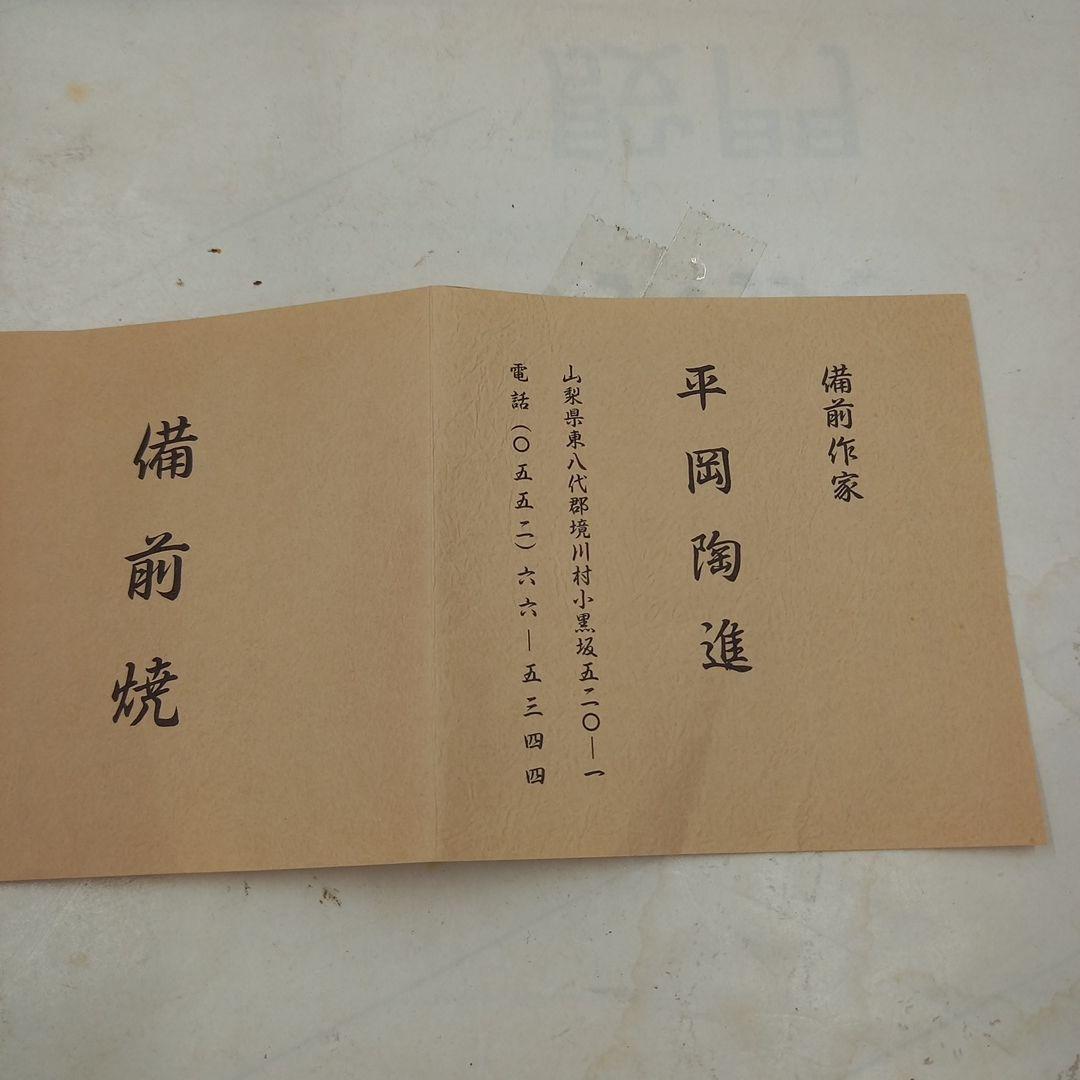 備前作家
平岡陶進
山梨県東八代郡境川村小黒坂五二〇―一
電話(〇五五二)六六―五三四四
備前焼